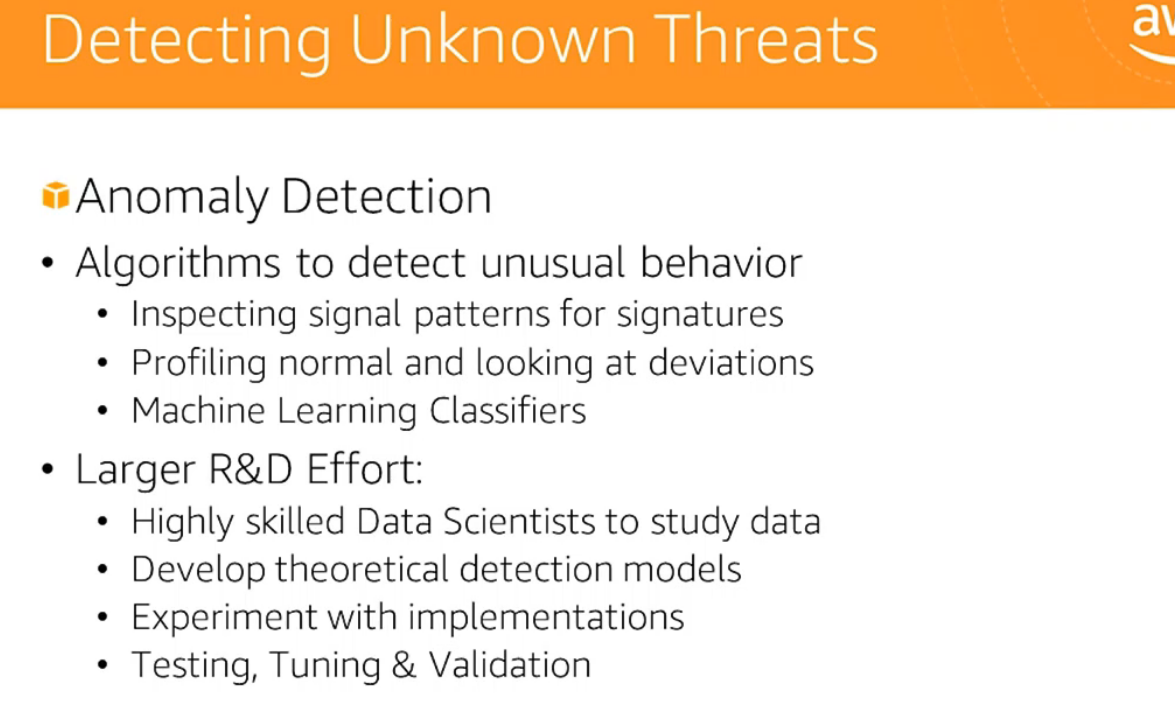 Detecting Unknown Threats
Anomaly Detection
• Algorithms to detect unusual behavior
• Inspecting signal patterns for signatures
• Profiling normal and looking at deviations
• Machine Learning Classifiers
• Larger R&D Effort:
• Highly skilled Data Scientists to study data
• Develop theoretical detection models
• Experiment with implementations
• Testing, Tuning & Validation